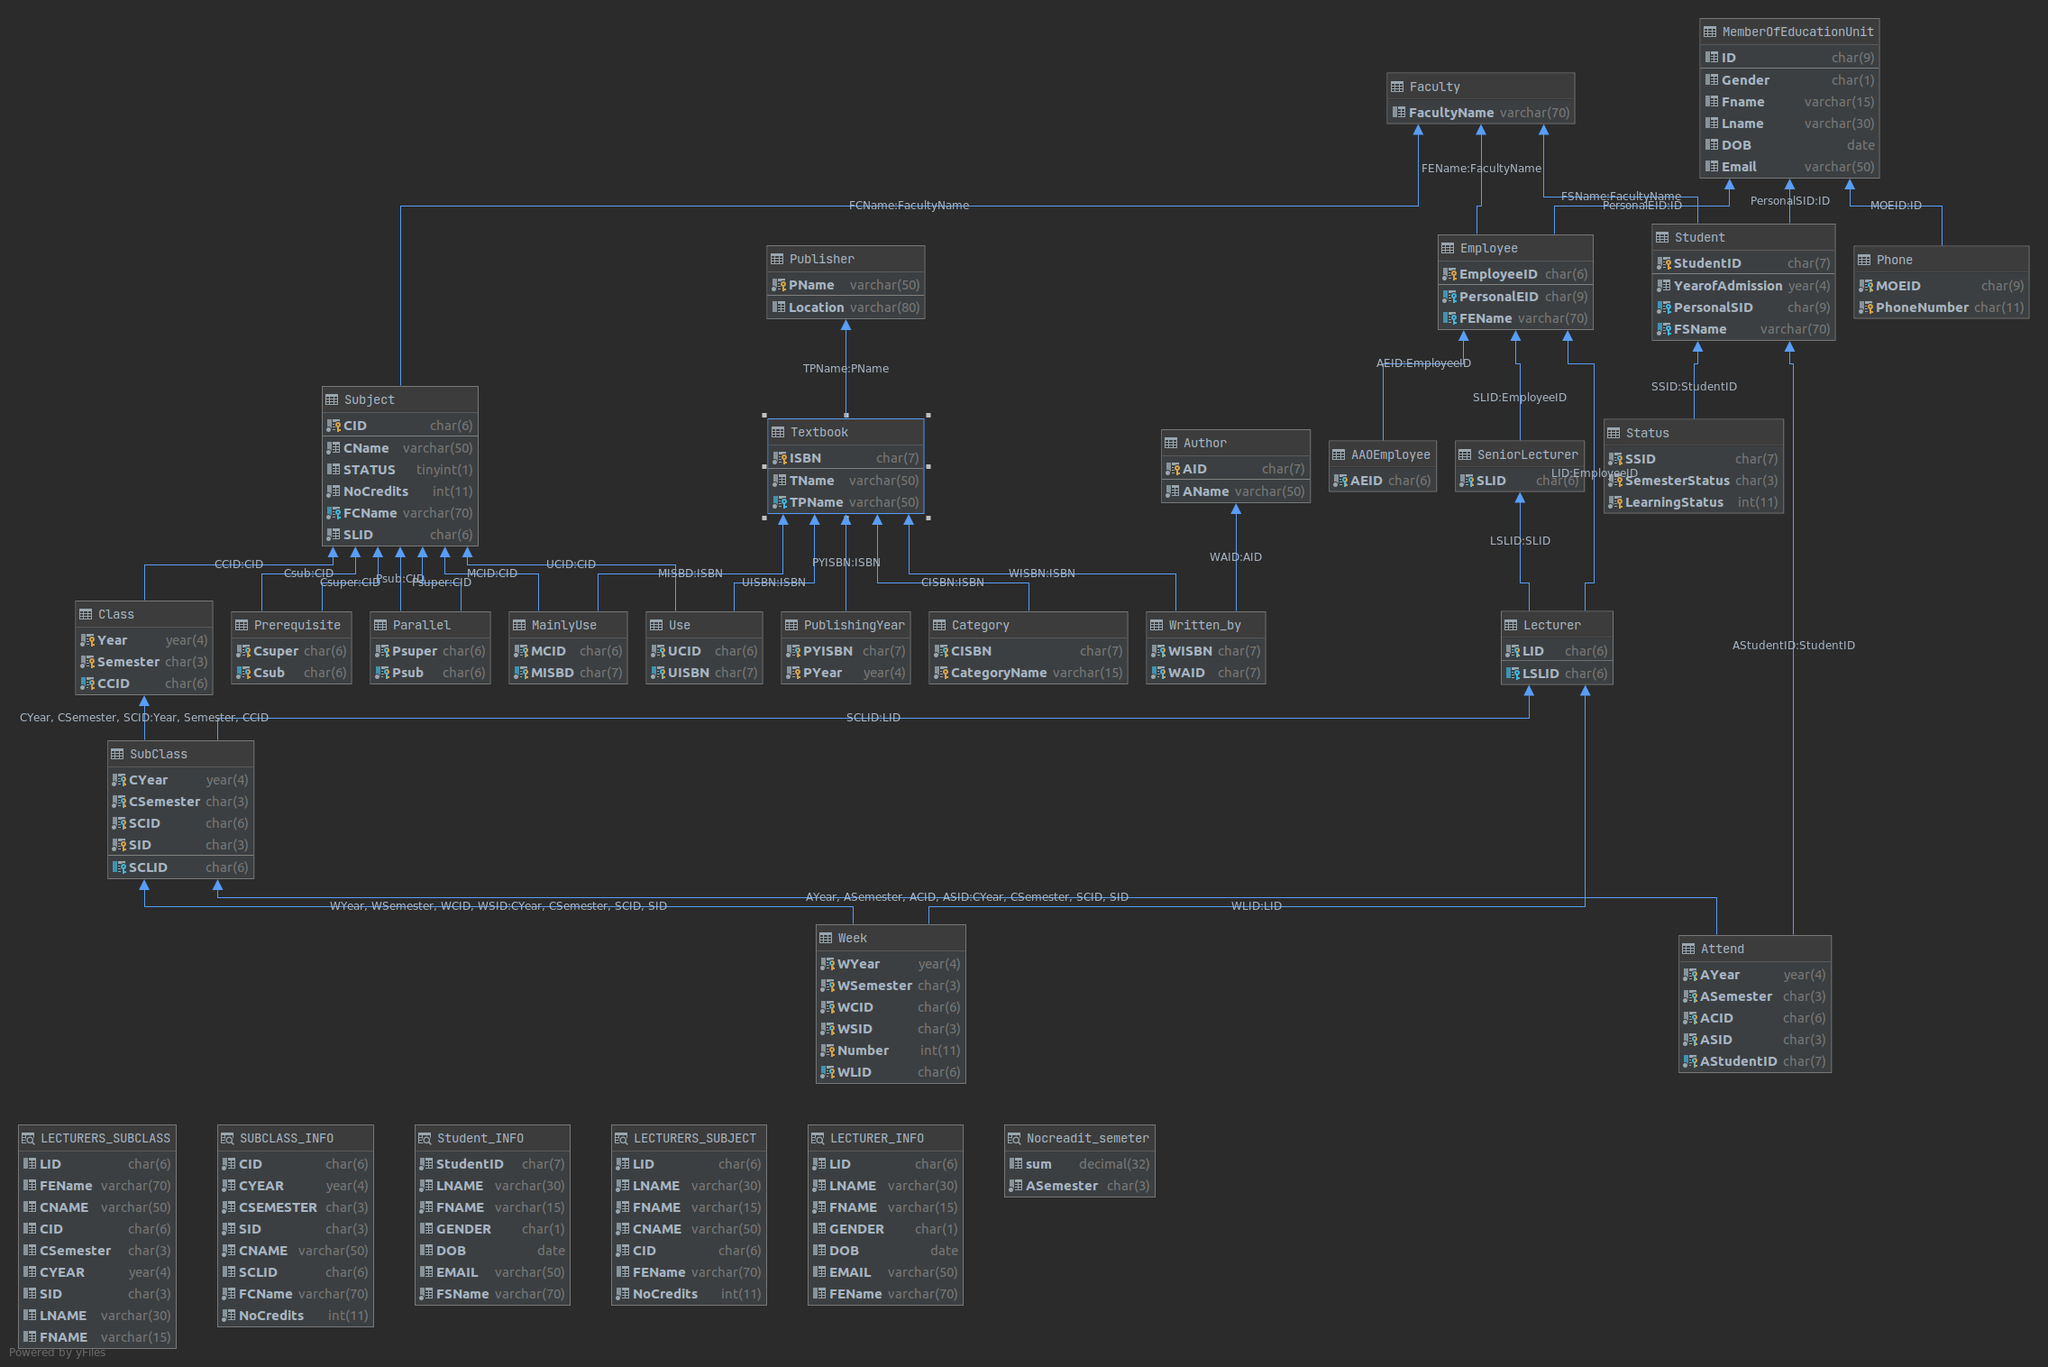 MemberOfEducationUnit
ID char(9)
Gender char(1)
Fname varchar(15)
Lname varchar(30)
DOB date
Email varchar(50)
Faculty
FacultyName varchar(70)
FEName:FacultyName
FSName:FacultyName
PersonalEID:ID
PersonalSID:ID
MOEID:ID
FCName:FacultyName
Publisher
PName varchar(50)
Location varchar(80)
Employee
EmployeeID char(6)
PersonalEID char(9)
FEName varchar(70)
Student
StudentID char(7)
YearofAdmission year(4)
PersonalSID char(9)
FSName varchar(70)
Phone
MOEID char(9)
PhoneNumber char(11)
TPName:PName
AEID:EmployeeID
SLID:EmployeeID
SSID:StudentID
Subject
CID char(6)
CName varchar(50)
STATUS tinyint(1)
NoCredits int(11)
FCName varchar(70)
SLID char(6)
Textbook
ISBN char(7)
TName varchar(50)
TPName varchar(50)
Author
AID char(7)
AName varchar(50)
AAOEmployee
AEID char(6)
SeniorLecturer
SLID char(6)
LID:EmployeeID
Status
SSID char(7)
SemesterStatus char(3)
LearningStatus int(11)
CCID:CID
Csub:CID
Csuper:CID
Psub:CID
Psuper:CID
MCID:CID
UCID:CID
MISBD:ISBN
UISBN:ISBN
PYISBN:ISBN
CISBN:ISBN
WISBN:ISBN
WAID:AID
LSLID:SLID
AStudentID:StudentID
Class
Year year(4)
Semester char(3)
CCID char(6)
Prerequisite
Csuper char(6)
Csub char(6)
Parallel
Psuper char(6)
Psub char(6)
MainlyUse
MCID char(6)
MISBD char(7)
Use
UCID char(6)
UISBN char(7)
PublishingYear
PYISBN char(7)
PYear year(4)
Category
CISBN char(7)
CategoryName varchar(15)
Written_by
WISBN char(7)
WAID char(7)
Lecturer
LID char(6)
LSLID char(6)
CYear, CSemester, SCID:Year, Semester, CCID
SCLID:LID
SubClass
CYear year(4)
CSemester char(3)
SCID char(6)
SID char(3)
SCLID char(6)
AYear, ASemester, ACID, ASID:CYear, CSemester, SCID, SID
WYear, WSemester, WCID, WSID:CYear, CSemester, SCID, SID
WLID:LID
Week
WYear year(4)
WSemester char(3)
WCID char(6)
WSID char(3)
Number int(11)
WLID char(6)
Attend
AYear year(4)
ASemester char(3)
ACID char(6)
ASID char(3)
AStudentID char(7)
LECTURERS_SUBCLASS
LID char(6)
FEName varchar(70)
CNAME varchar(50)
CID char(6)
CSemester char(3)
CYEAR year(4)
SID char(3)
LNAME varchar(30)
FNAME varchar(15)
SUBCLASS_INFO
CID char(6)
CYEAR year(4)
CSEMESTER char(3)
SID char(3)
CNAME varchar(50)
SCLID char(6)
FCName varchar(70)
NoCredits int(11)
Student_INFO
StudentID char(7)
LNAME varchar(30)
FNAME varchar(15)
GENDER char(1)
DOB date
EMAIL varchar(50)
FSName varchar(70)
LECTURERS_SUBJECT
LID char(6)
LNAME varchar(30)
FNAME varchar(15)
CNAME varchar(50)
CID char(6)
FEName varchar(70)
NoCredits int(11)
LECTURER_INFO
LID char(6)
LNAME varchar(30)
FNAME varchar(15)
GENDER char(1)
DOB date
EMAIL varchar(50)
FEName varchar(70)
Nocreadit_semeter
sum decimal(32)
ASemester char(3)
Powered by yFiles